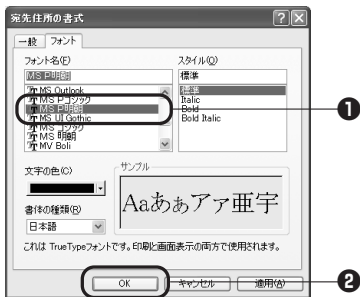 宛先住所の書式
一般 フォント
フォント名(F)
MS P明朝
MS Outlook
MS Pゴシック
MS P明朝
MS UI Gothic
MS ゴシック
MS 明朝
MV Boli
スタイル(O)
標準
標準
Italic
Bold
Bold Italic
❶
文字の色(C)
書体の種類(R)
日本語
サンプル
Aaあぁアァ亜宇
これは TrueTypeフォントです。印刷と画面表示の両方で使用されます。
OK キャンセル 適用(A)
❷